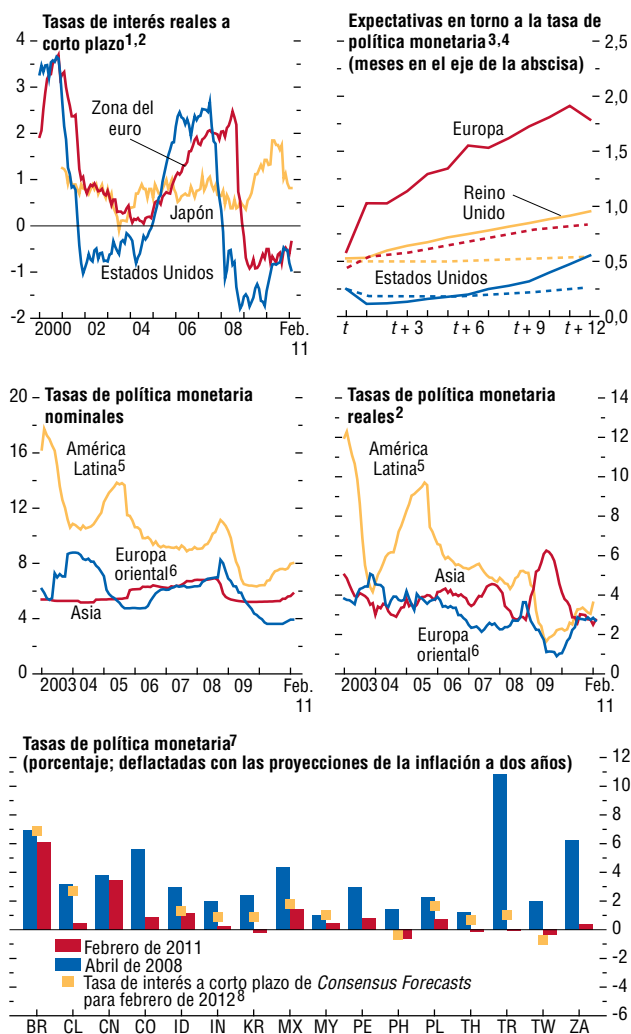 Tasas de interés reales a
corto plazo1,2
4
3
2
1
0
-1
-2
Zona del
euro
Japón
Estados Unidos
2000 02 04 06 08 Feb.
11
Expectativas en torno a la tasa de
política monetaria3,4
(meses en el eje de la abscisa)
2,5
2,0
1,5
1,0
0,5
0,0
Europa
Reino
Unido
Estados Unidos
t t + 3 t + 6 t + 9 t + 12
Tasas de política monetaria
nominales
20
16
12
8
4
0
América
Latina5
Europa
oriental6
Asia
2003 04 05 06 07 08 09 Feb.
11
Tasas de política monetaria
reales2
14
12
10
8
6
4
2
0
América
Latina5
Asia
Europa
oriental6
2003 04 05 06 07 08 09 Feb.
11
Tasas de política monetaria7
(porcentaje; deflactadas con las proyecciones de la inflación a dos años)
12
10
8
6
4
2
0
-2
-4
-6
Febrero de 2011
Abril de 2008
Tasa de interés a corto plazo de Consensus Forecasts
para febrero de 20128
BR CL CN CO ID IN KR MX MY PE PH PL TH TR TW ZA